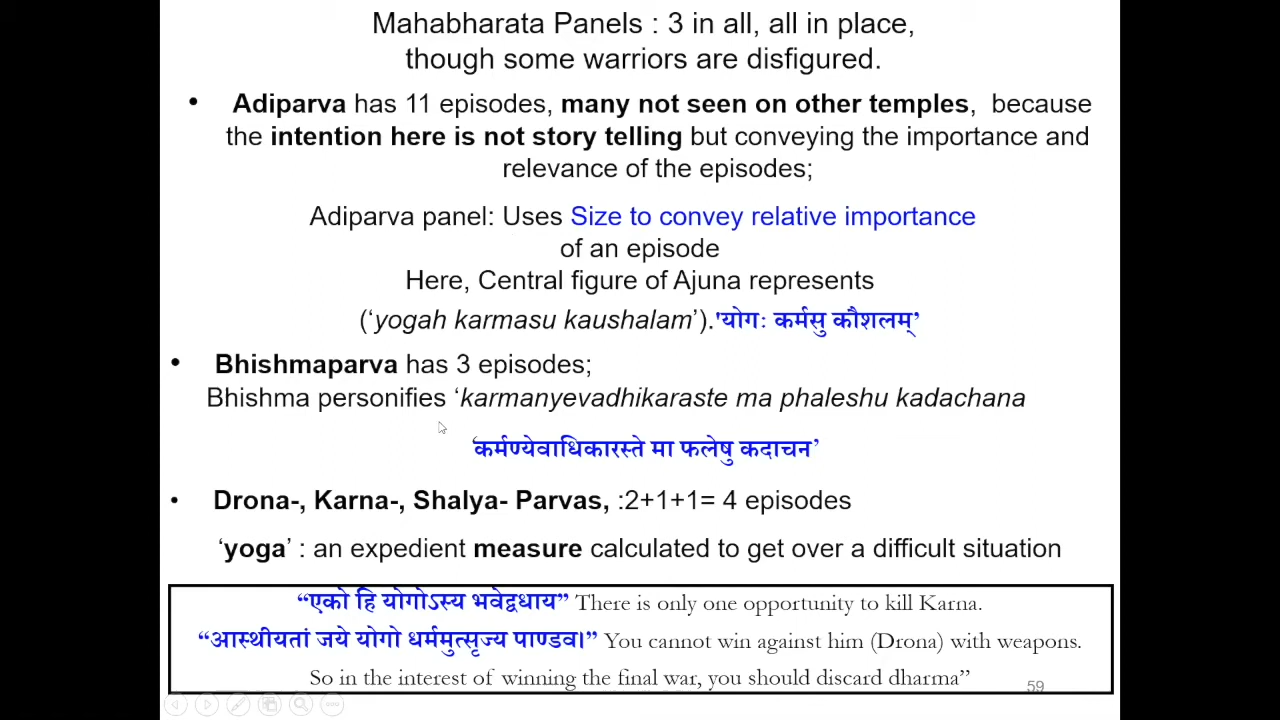 Mahabharata Panels : 3 in all, all in place,
though some warriors are disfigured.
• Adiparva has 11 episodes, many not seen on other temples, because
the intention here is not story telling but conveying the importance and
relevance of the episodes;
Adiparva panel: Uses Size to convey relative importance
of an episode
Here, Central figure of Ajuna represents
(‘yogah karmasu kaushalam’).'योगः कर्मसु कौशलम्’
• Bhishmaparva has 3 episodes;
Bhishma personifies ‘karmanyevadhikaraste ma phaleshu kadachana
‘कर्मण्येवाधिकारस्ते मा फलेषु कदाचन’
• Drona-, Karna-, Shalya- Parvas, :2+1+1= 4 episodes
‘yoga’ : an expedient measure calculated to get over a difficult situation
“एको हि योगोऽस्य भवेद्वधाय” There is only one opportunity to kill Karna.
“आस्थीयतां जये योगो धर्ममुत्सृज्य पाण्डव।” You cannot win against him (Drona) with weapons.
So in the interest of winning the final war, you should discard dharma”
59